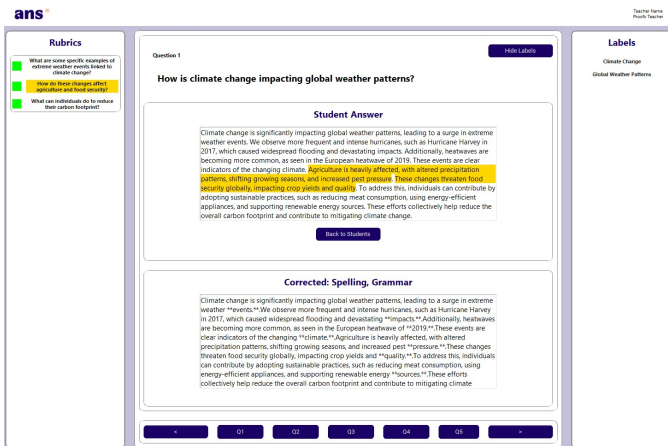 ans
Teacher Name
Proofs Teacher
Rubrics
What are some specific examples of
extreme weather events linked to
climate change?
How do these changes affect
agriculture and food security?
What can individuals do to reduce
their carbon footprint?
Question 1
Hide Labels
How is climate change impacting global weather patterns?
Student Answer
Climate change is significantly impacting global weather patterns, leading to a surge in extreme
weather events. We observe more frequent and intense hurricanes, such as Hurricane Harvey in
2017, which caused widespread flooding and devastating impacts. Additionally, heatwaves are
becoming more common, as seen in the European heatwave of 2019. These events are clear
indicators of the changing climate. Agriculture is heavily affected, with altered precipitation
patterns, shifting growing seasons, and increased pest pressure. These changes threaten food
security globally, impacting crop yields and quality. To address this, individuals can contribute by
adopting sustainable practices, such as reducing meat consumption, using energy-efficient
appliances, and supporting renewable energy sources. These efforts collectively help reduce the
overall carbon footprint and contribute to mitigating climate change.
Back to Students
Corrected: Spelling, Grammar
Climate change is significantly impacting global weather patterns, leading to a surge in extreme
weather **events.**.We observe more frequent and intense hurricanes, such as Hurricane Harvey
in 2017, which caused widespread flooding and devastating **impacts.**.Additionally, heatwaves
are becoming more common, as seen in the European heatwave of **2019.**.These events are
clear indicators of the changing **climate.**.Agriculture is heavily affected, with altered
precipitation patterns, shifting growing seasons, and increased pest **pressure.**.These changes
threaten food security globally, impacting crop yields and **quality.**.To address this, individuals
can contribute by adopting sustainable practices, such as reducing meat consumption, using
energy-efficient appliances, and supporting renewable energy **sources.**.These efforts
collectively help reduce the overall carbon footprint and contribute to mitigating climate
< Q1 Q2 Q3 Q4 Q5 >
Labels
Climate Change
Global Weather Patterns